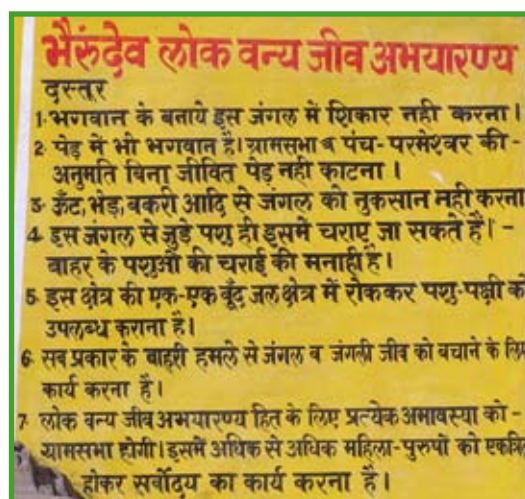 भैरुंदेव लोक वन्य जीव अभयारण्य
दस्तूर
1. भगवान के बनाये इस जंगल में शिकार नही करना।
2. पेड़ में भी भगवान है। ग्रामसभा व पंच-परमेश्वर की -
अनुमति बिना जीवित पेड़ नही काटना ।
3. ऊँट, भेड़, बकरी आदि से जंगल को नुकसान नही करना
4. इस जंगल से जुड़े पशु ही इसमें चराए जा सकते हैं। -
बाहर के पशुओं की चराई की मनाही है।
5. इस क्षेत्र की एक-एक बूँद जल क्षेत्र में रोककर पशु-पक्षी को
उपलब्ध कराना है।
6. सब प्रकार के बाहरी हमले से जंगल व जंगली जीव को बचाने के लिए
कार्य करना है।
7. लोक वन्य जीव अभयारण्य हित के लिए प्रत्येक अमावस्या को -
ग्रामसभा होगी। इसमें अधिक से अधिक महिला-पुरुषों को एकत्रित
होकर सर्वोदय का कार्य करना है।